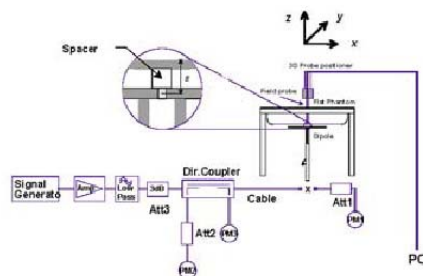 z
y
x
Spacer
s
3D Probe positioner
Field probe
Flat Phantom
Dipole
Dir.Coupler
Signal
Generator
Amp
Low
Pass
3dB
Att3
Cable
x
Att1
PM1
Att2
PM3
PM2
PC